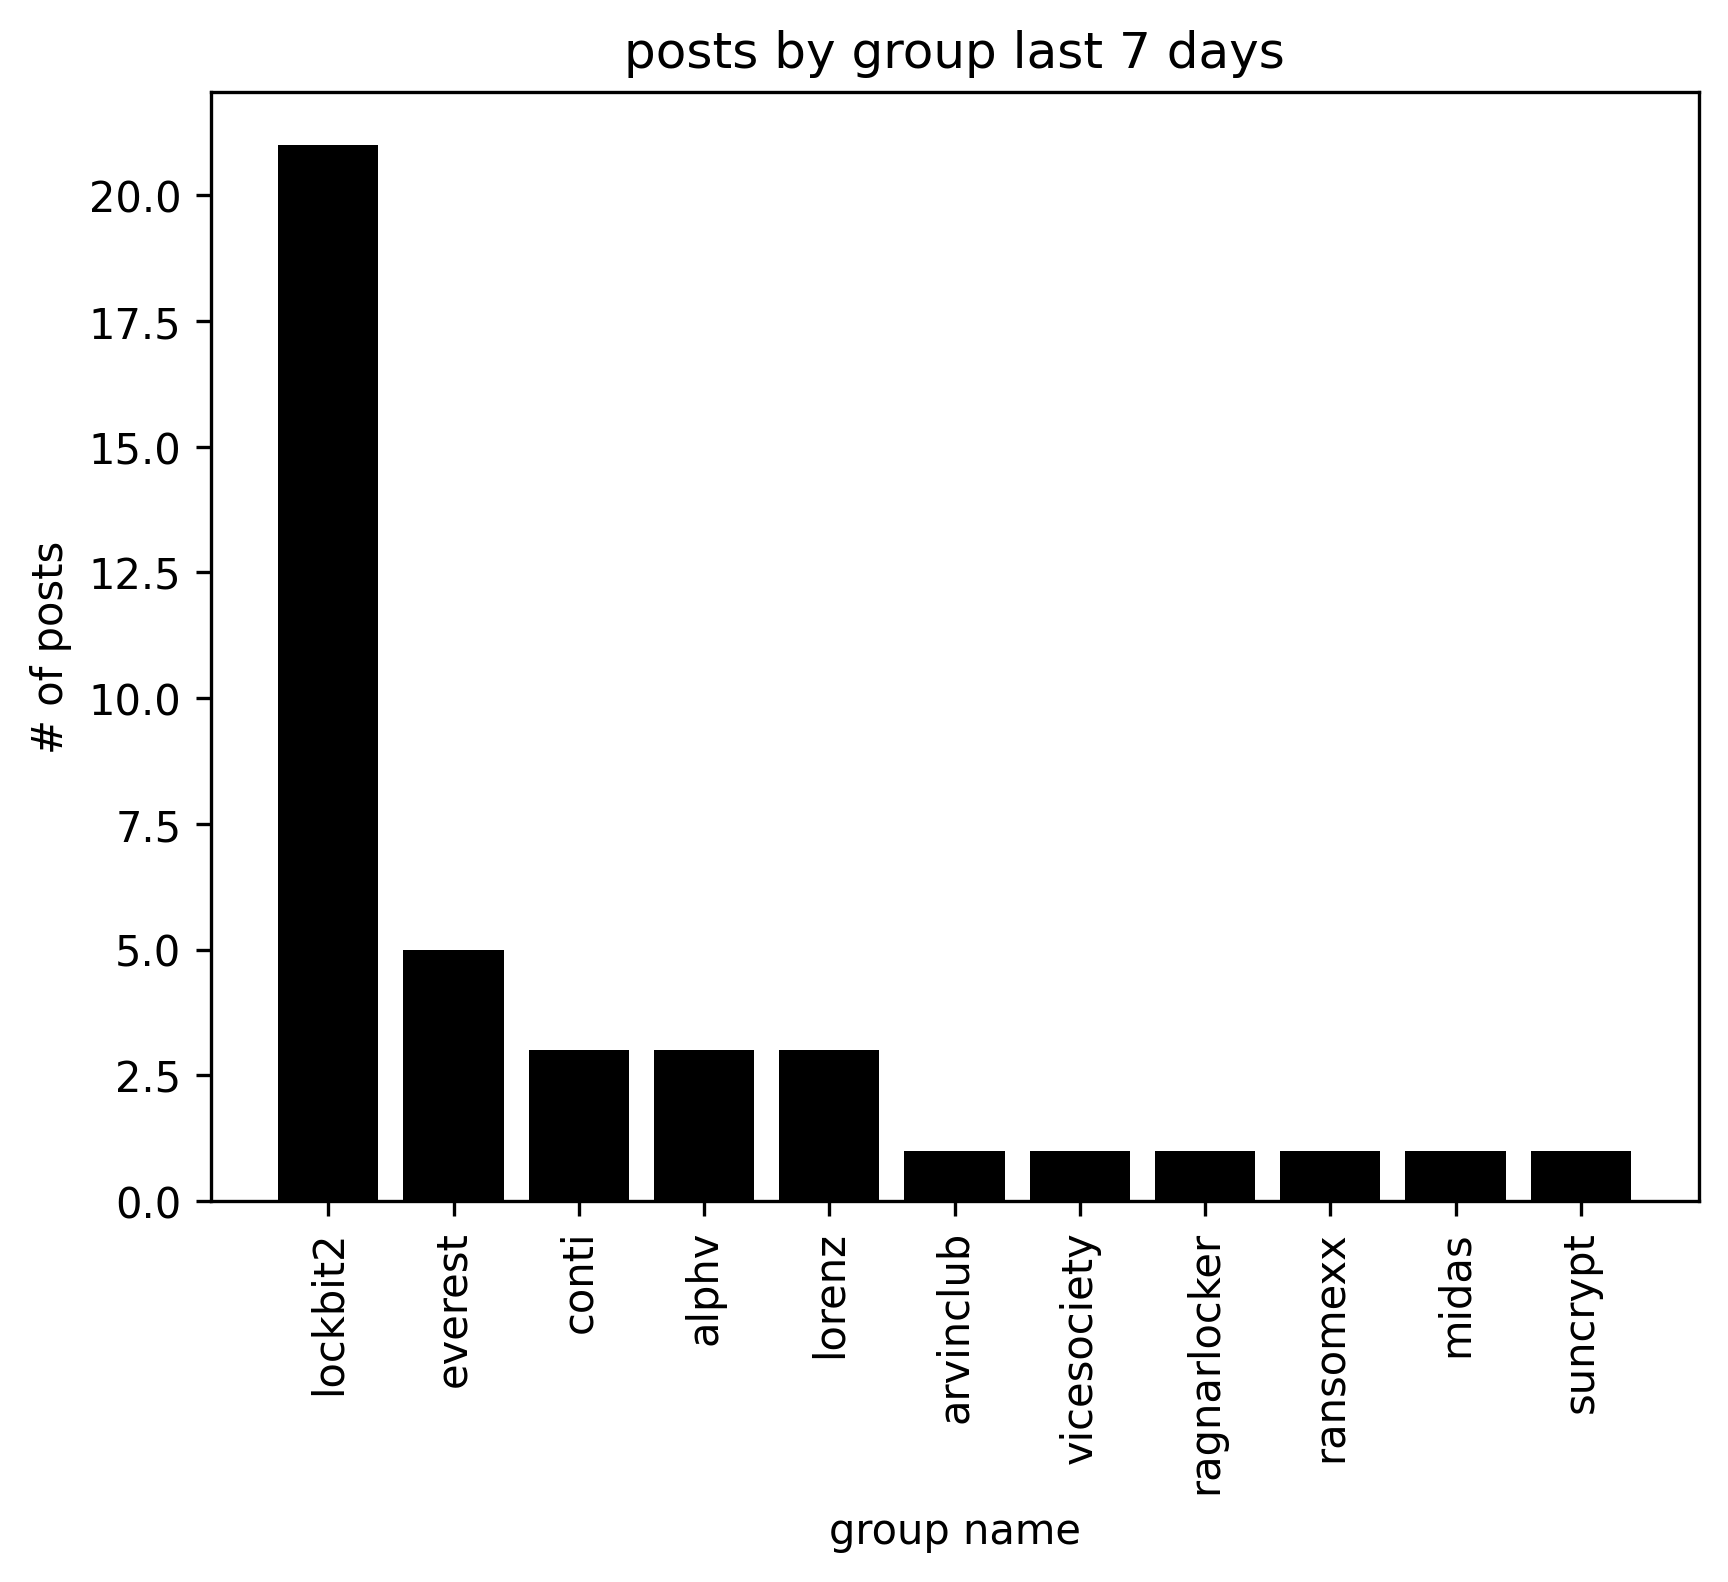 posts by group last 7 days
# of posts
20.0
17.5
15.0
12.5
10.0
7.5
5.0
2.5
0.0
lockbit2
everest
conti
alphv
lorenz
arvinclub
vicesociety
ragnarlocker
ransomexx
midas
suncrypt
group name